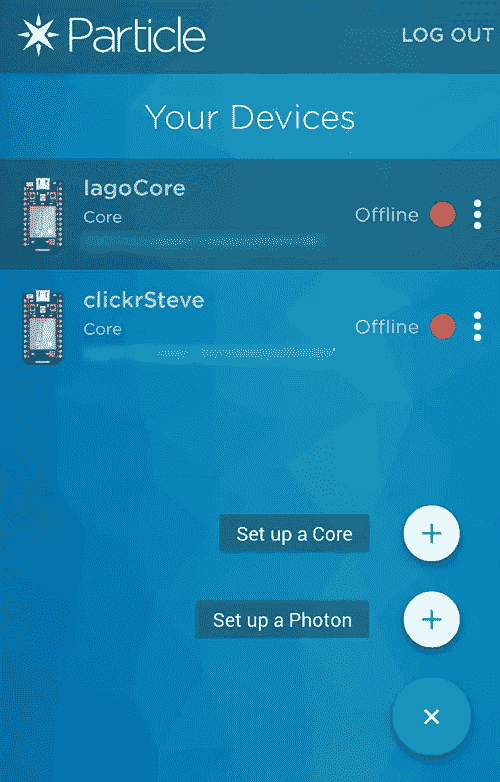 Particle
LOG OUT
Your Devices
IagoCore
Core
Offline
clickrSteve
Core
Offline
Set up a Core
Set up a Photon